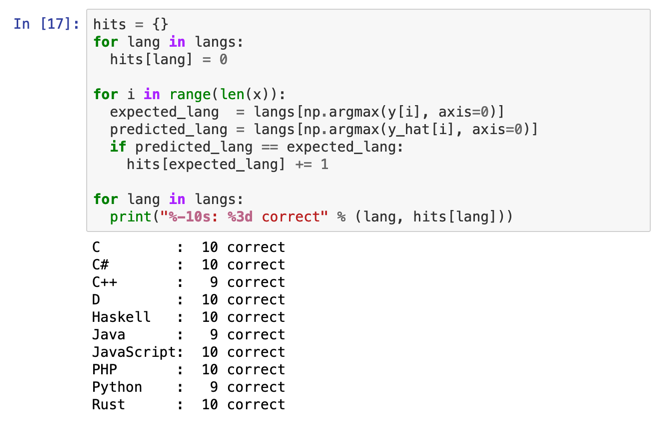 In [17]: hits = {}
for lang in langs:
  hits[lang] = 0

for i in range(len(x)):
  expected_lang  = langs[np.argmax(y[i], axis=0)]
  predicted_lang = langs[np.argmax(y_hat[i], axis=0)]
  if predicted_lang == expected_lang:
    hits[expected_lang] += 1

for lang in langs:
  print("%-10s: %3d correct" % (lang, hits[lang]))
C         :  10 correct
C#        :  10 correct
C++       :   9 correct
D         :  10 correct
Haskell   :  10 correct
Java      :   9 correct
JavaScript:  10 correct
PHP       :  10 correct
Python    :   9 correct
Rust      :  10 correct